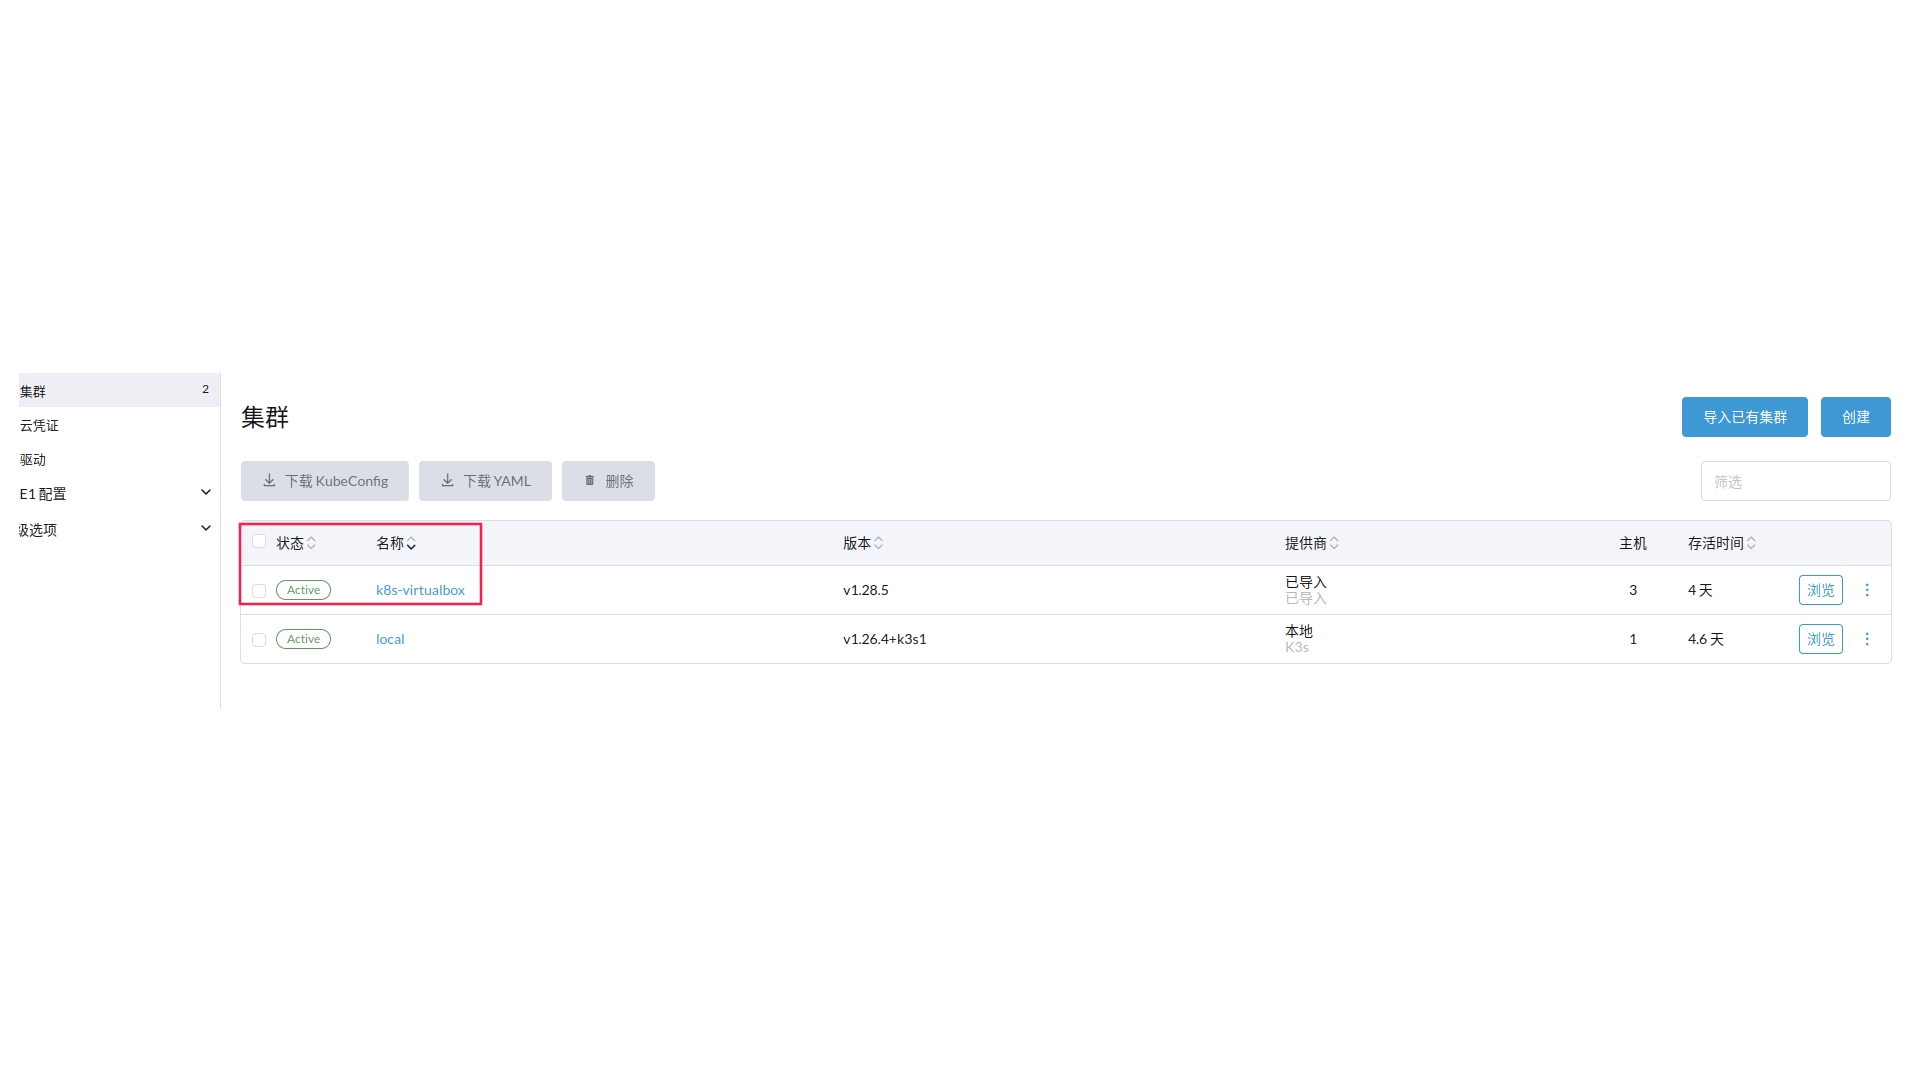 集群 2
云凭证
驱动
E1 配置
级选项
集群
导入已有集群 创建
下载 KubeConfig 下载 YAML 删除
筛选
状态 名称 版本 提供商 主机 存活时间
Active k8s-virtualbox v1.28.5 已导入 3 4 天 浏览
已导入
Active local v1.26.4+k3s1 本地 1 4.6 天 浏览
K3s